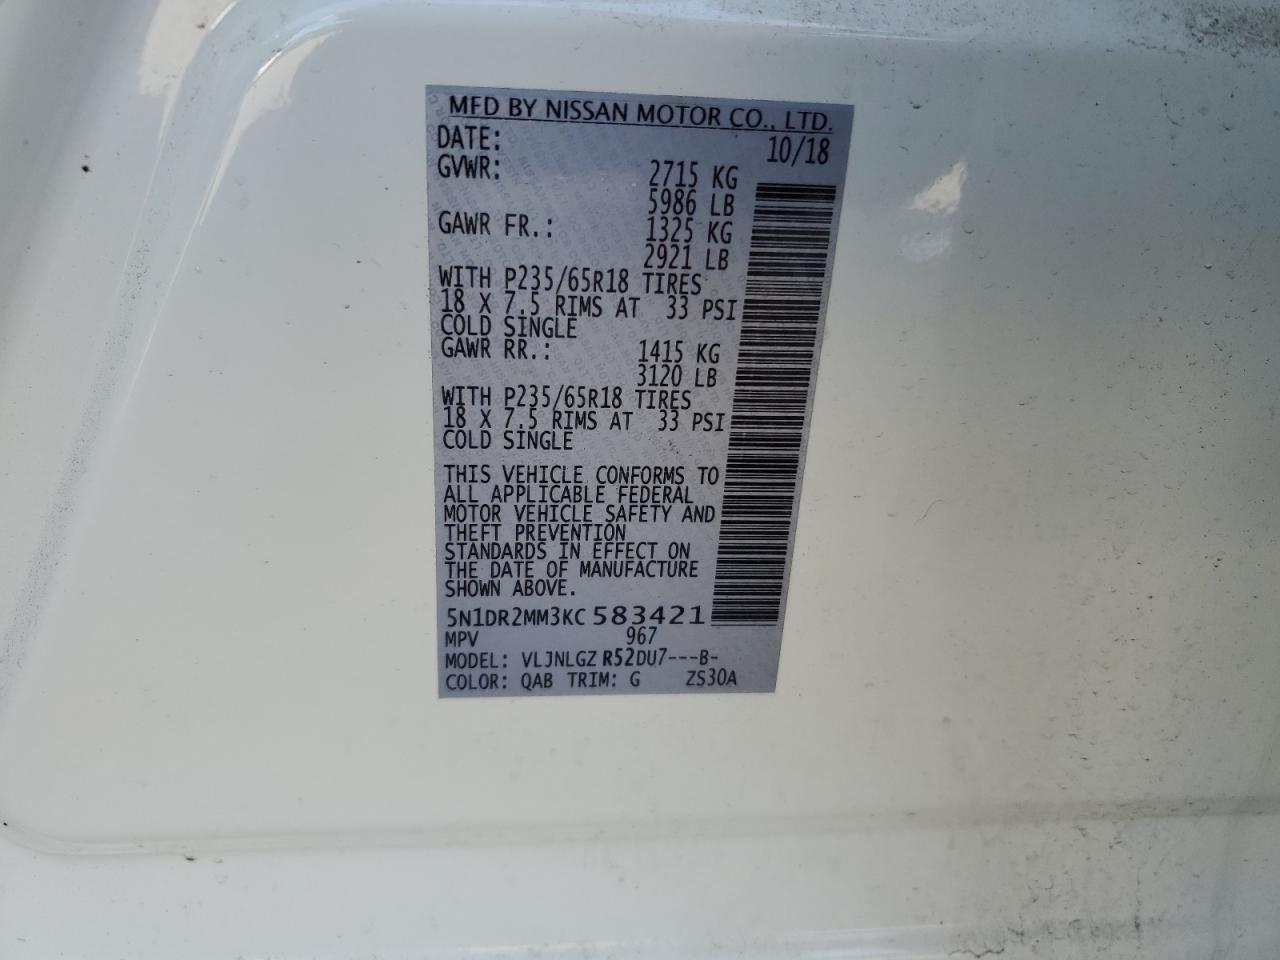 MFD BY NISSAN MOTOR CO., LTD.
DATE: 10/18
GVWR: 2715 KG
5986 LB
GAWR FR.: 1325 KG
2921 LB
WITH P235/65R18 TIRES
18 X 7.5 RIMS AT 33 PSI
COLD SINGLE
GAWR RR.: 1415 KG
3120 LB
WITH P235/65R18 TIRES
18 X 7.5 RIMS AT 33 PSI
COLD SINGLE
THIS VEHICLE CONFORMS TO
ALL APPLICABLE FEDERAL
MOTOR VEHICLE SAFETY AND
THEFT PREVENTION
STANDARDS IN EFFECT ON
THE DATE OF MANUFACTURE
SHOWN ABOVE.
5N1DR2MM3KC 583421
MPV 967
MODEL: VLJNLGZ R52DU7---B-
COLOR: QAB TRIM: G ZS30A